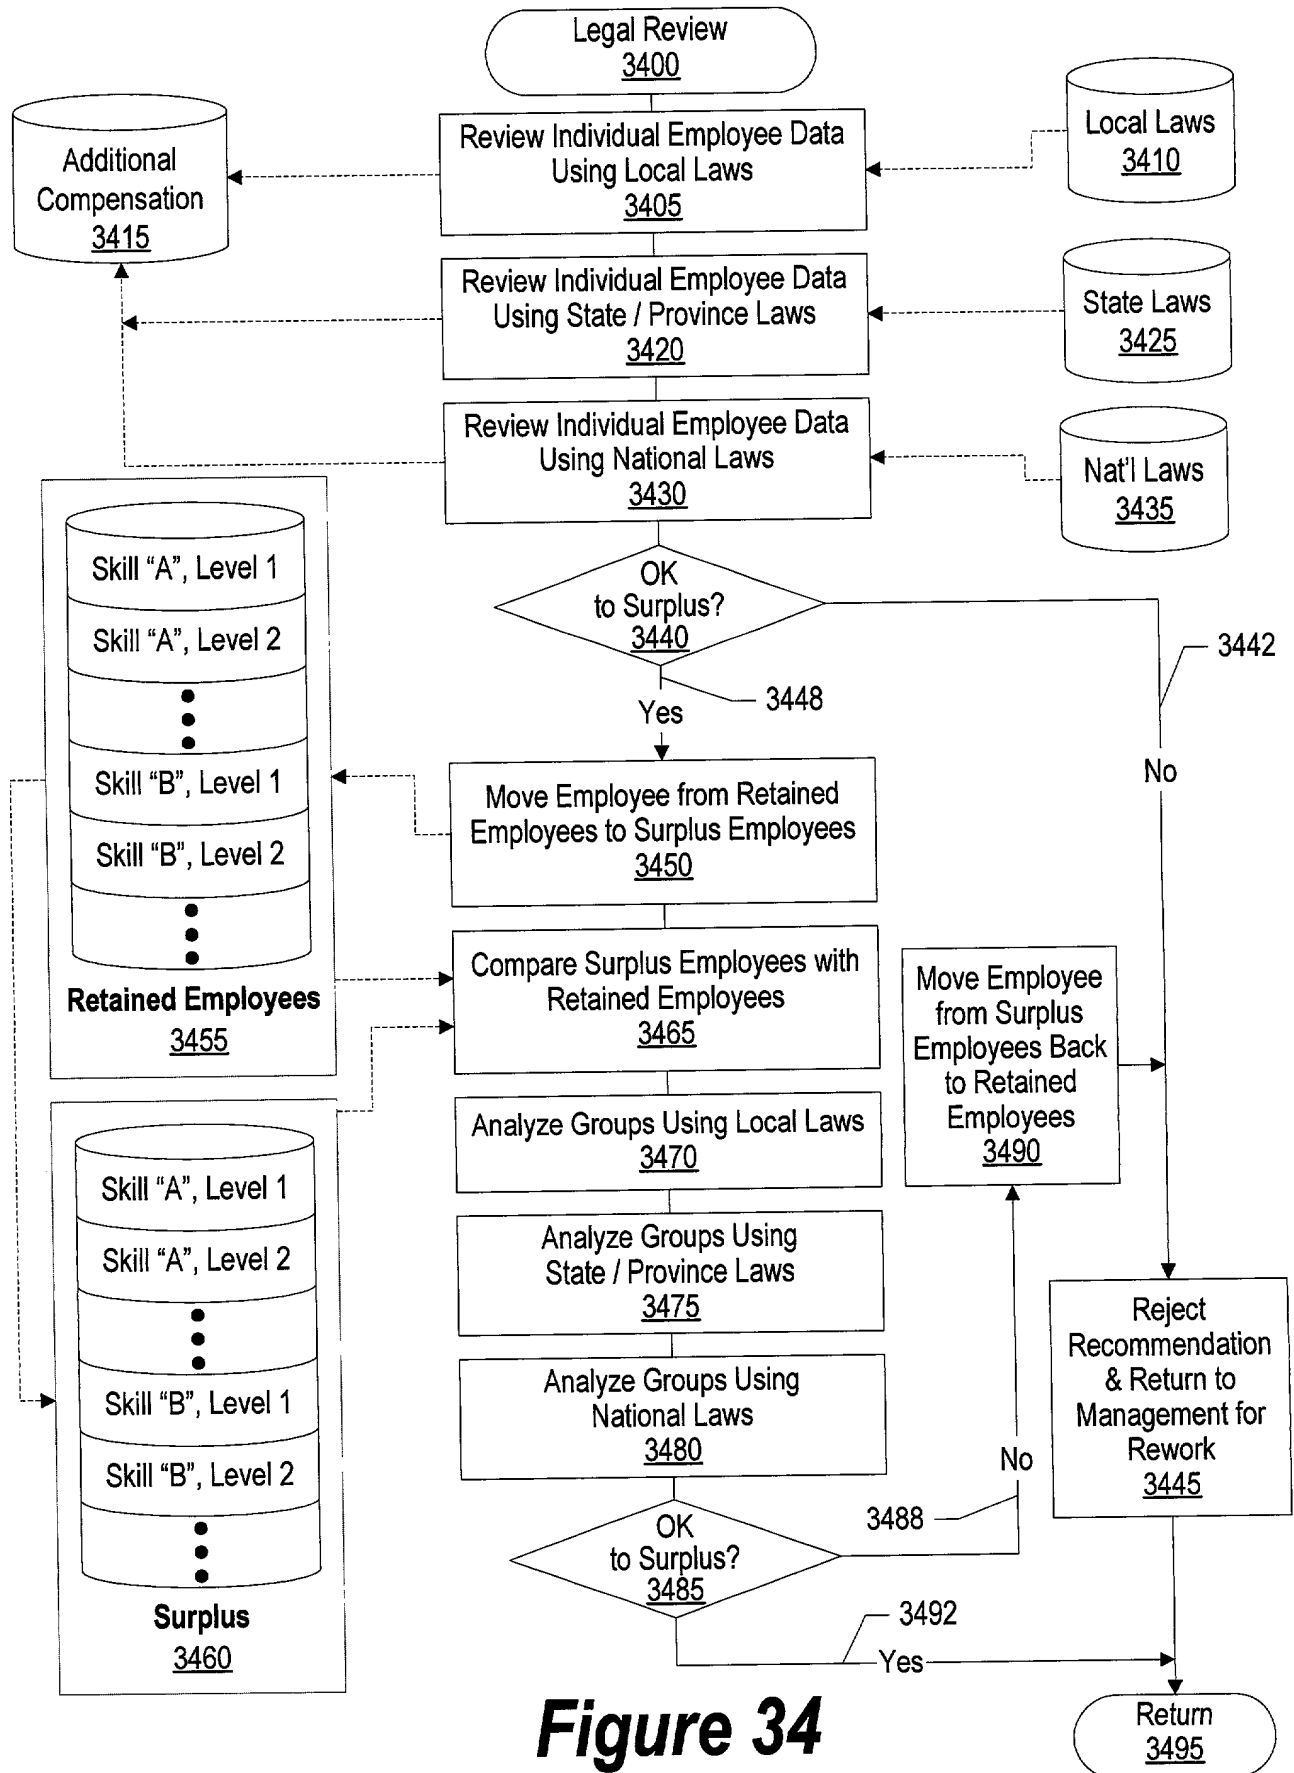 Legal Review
3400
Review Individual Employee Data
Using Local Laws
3405
Local Laws
3410
Additional
Compensation
3415
Review Individual Employee Data
Using State / Province Laws
3420
State Laws
3425
Review Individual Employee Data
Using National Laws
3430
Nat'l Laws
3435
OK
to Surplus?
3440
3442
No
3448
Yes
Skill “A”, Level 1
Skill “A”, Level 2
Skill “B”, Level 1
Skill “B”, Level 2
Retained Employees
3455
Move Employee from Retained
Employees to Surplus Employees
3450
Compare Surplus Employees with
Retained Employees
3465
Move Employee
from Surplus
Employees Back
to Retained
Employees
3490
Analyze Groups Using Local Laws
3470
Skill “A”, Level 1
Skill “A”, Level 2
Skill “B”, Level 1
Skill “B”, Level 2
Surplus
3460
Analyze Groups Using
State / Province Laws
3475
Analyze Groups Using
National Laws
3480
Reject
Recommendation
& Return to
Management for
Rework
3445
No
3488
OK
to Surplus?
3485
3492
Yes
Return
3495
Figure 34